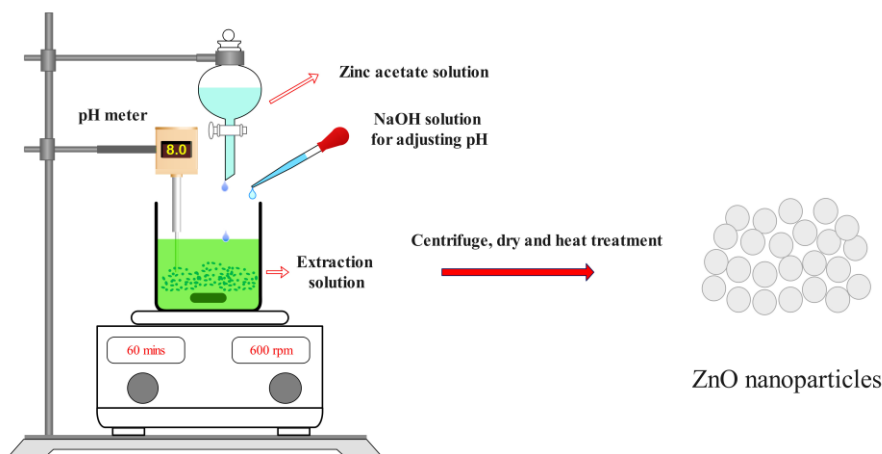 Zinc acetate solution
pH meter
NaOH solution
for adjusting pH
8.0
Centrifuge, dry and heat treatment
Extraction
solution
60 mins
600 rpm
ZnO nanoparticles